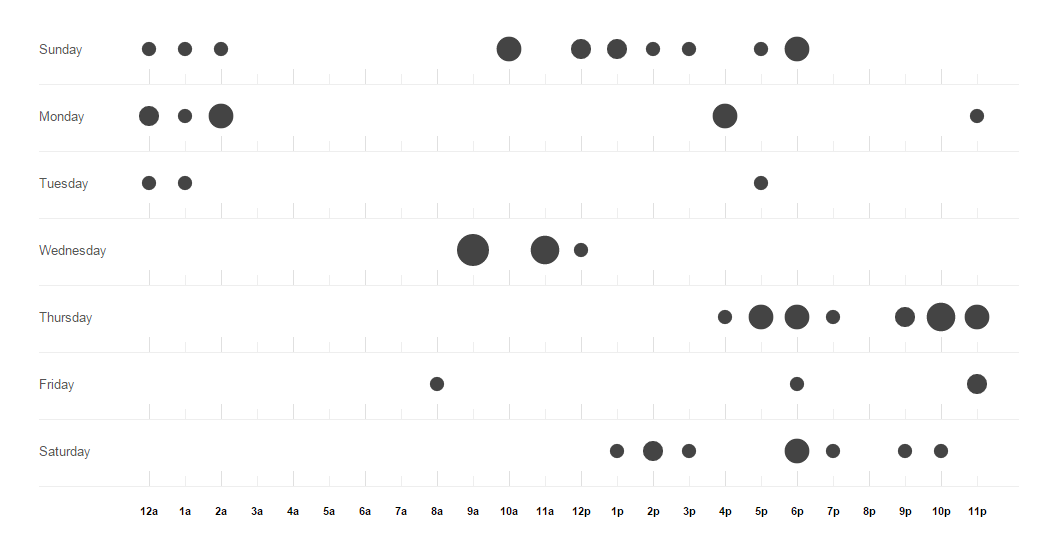 Sunday
Monday
Tuesday
Wednesday
Thursday
Friday
Saturday
12a 1a 2a 3a 4a 5a 6a 7a 8a 9a 10a 11a 12p 1p 2p 3p 4p 5p 6p 7p 8p 9p 10p 11p